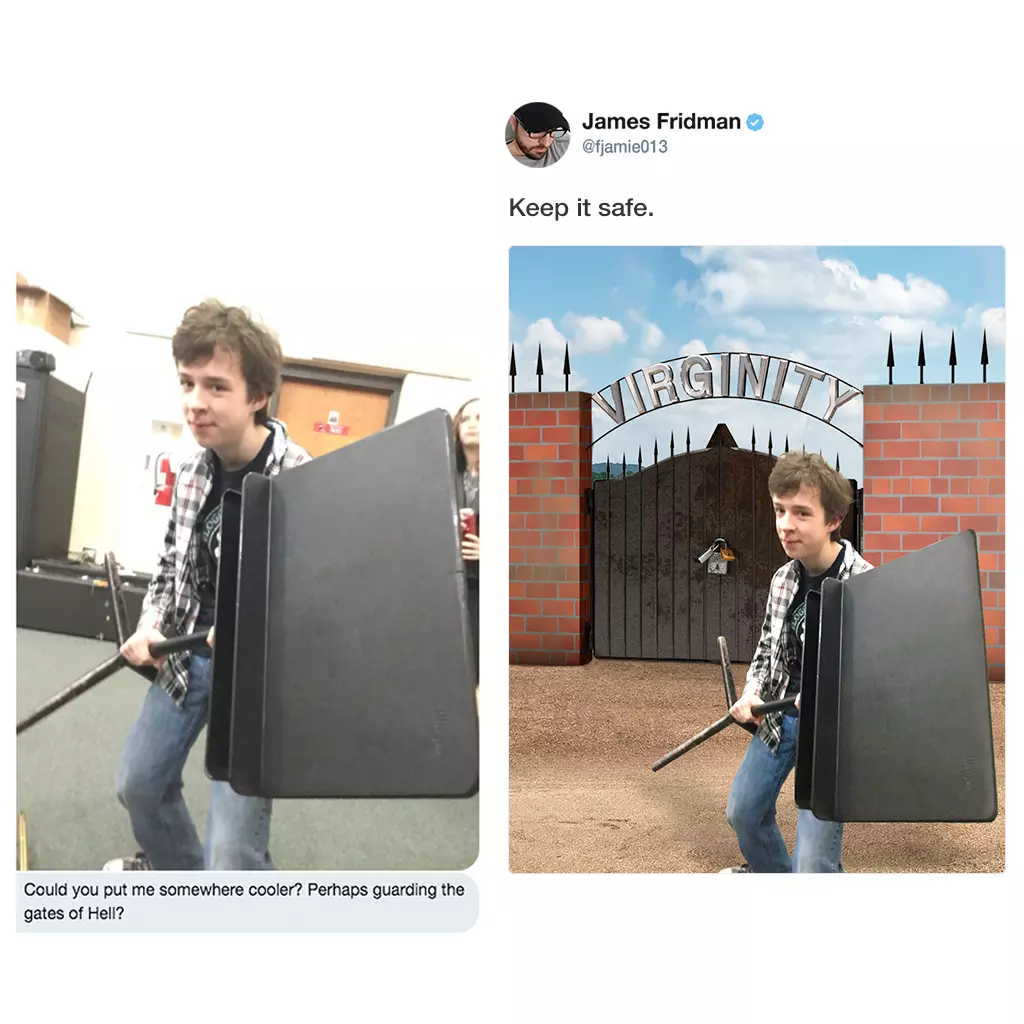 James Fridman
@fjamie013
Keep it safe.
VIRGINITY
Could you put me somewhere cooler? Perhaps guarding the
gates of Hell?